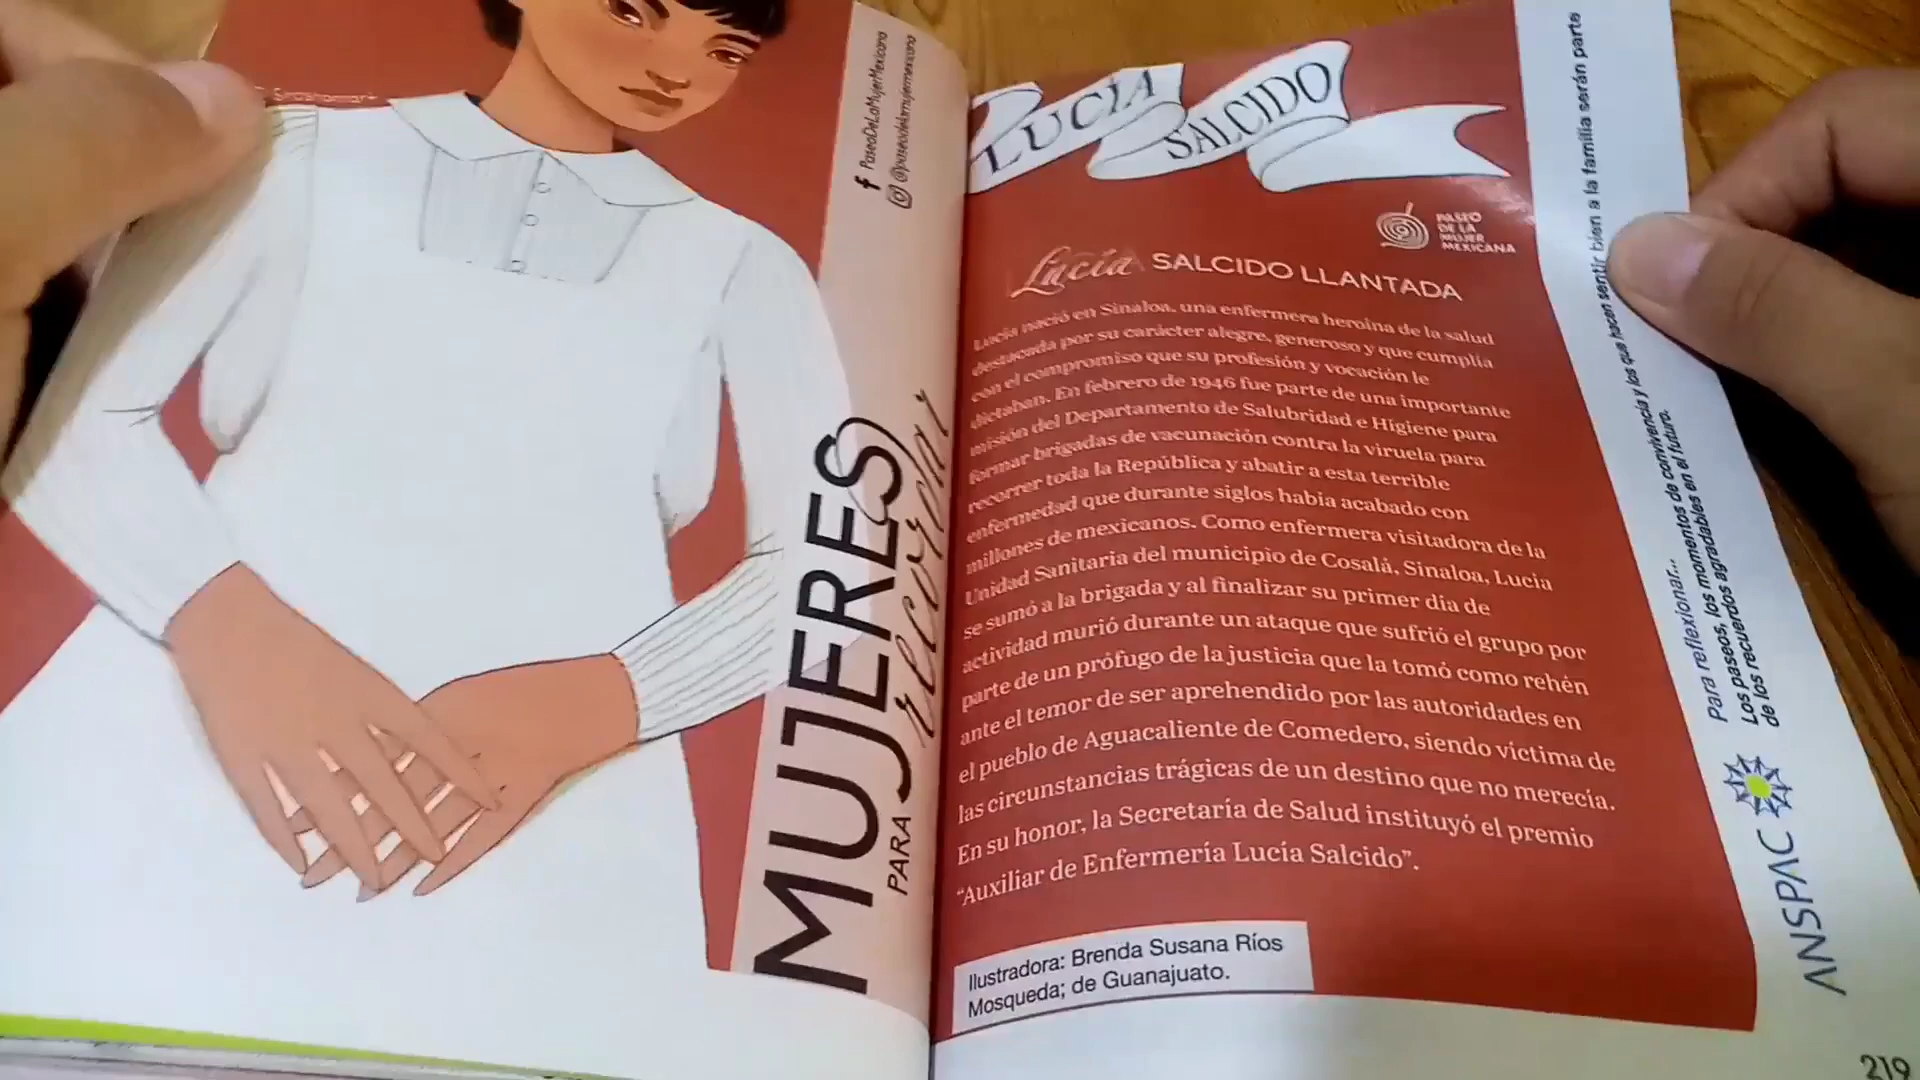 PaseoDeLaMujerMexicana
@paseodelamujermexicana
MUJERES
PARA recordar
LUCÍA
SALCIDO
PASEO
DE LA
MUJER
MEXICANA
Lucía SALCIDO LLANTADA
Lucía nació en Sinaloa, una enfermera heroína de la salud
destacada por su carácter alegre, generoso y que cumplía
con el compromiso que su profesión y vocación le
dictaban. En febrero de 1946 fue parte de una importante
misión del Departamento de Salubridad e Higiene para
formar brigadas de vacunación contra la viruela para
recorrer toda la República y abatir a esta terrible
enfermedad que durante siglos había acabado con
millones de mexicanos. Como enfermera visitadora de la
Unidad Sanitaria del municipio de Cosalá, Sinaloa, Lucía
se sumó a la brigada y al finalizar su primer día de
actividad murió durante un ataque que sufrió el grupo por
parte de un prófugo de la justicia que la tomó como rehén
ante el temor de ser aprehendido por las autoridades en
el pueblo de Aguacaliente de Comedero, siendo víctima de
las circunstancias trágicas de un destino que no merecía.
En su honor, la Secretaría de Salud instituyó el premio
“Auxiliar de Enfermería Lucía Salcido”.
Ilustradora: Brenda Susana Ríos
Mosqueda; de Guanajuato.
Para reflexionar...
Los paseos, los momentos de convivencia y los que hacen sentir bien a la familia serán parte
de los recuerdos agradables en el futuro.
ANSPAC
219